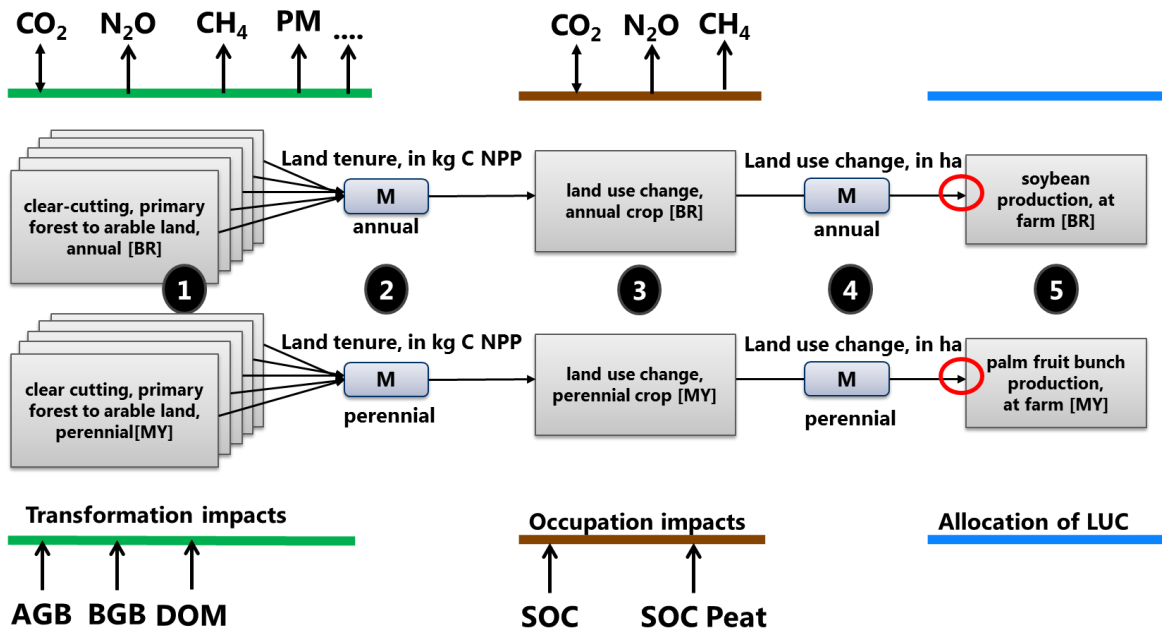 CO₂ N₂O CH₄ PM ....
CO₂ N₂O CH₄
Land tenure, in kg C NPP
Land use change, in ha
clear-cutting, primary
forest to arable land,
annual [BR]
M
annual
land use change,
annual crop [BR]
M
annual
soybean
production, at
farm [BR]
1
2
3
4
5
Land tenure, in kg C NPP
Land use change, in ha
clear cutting, primary
forest to arable land,
perennial[MY]
M
perennial
land use change,
perennial crop [MY]
M
perennial
palm fruit bunch
production,
at farm [MY]
Transformation impacts
Occupation impacts
Allocation of LUC
AGB BGB DOM
SOC SOC Peat